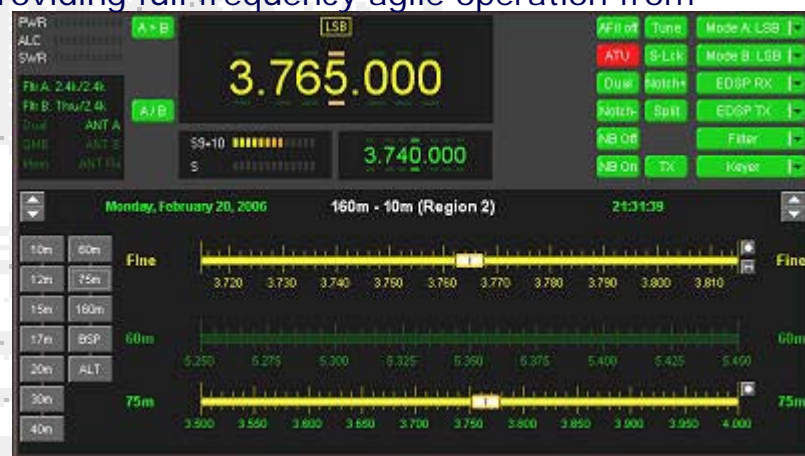 roviding full frequency agile operation from
PWR
ALC
SWR
A > B
LSB
3.765.000
AFil off Tune Mode A: LSB
ATU S-Lck Mode B: LSB
Dual Notch+ EDSP RX
Notch- Split EDSP TX
NB Off Filter
NB On TX Keyer
Fltr A: 2.4k/2.4k
Fltr B: Thru/2.4k
Dual ANT A
ANT B
A / B
S9+10
S
3.740.000
Monday, February 20, 2006 160m - 10m (Region 2) 21:31:39
10m 60m
12m 75m
15m 160m
17m BSP
20m ALT
30m
40m
Fine Fine
3.720 3.730 3.740 3.750 3.760 3.770 3.780 3.790 3.800 3.810
60m 60m
5.250 5.275 5.300 5.325 5.350 5.375 5.400 5.425 5.450
75m 75m
3.500 3.550 3.600 3.650 3.700 3.750 3.800 3.850 3.900 3.950 4.000